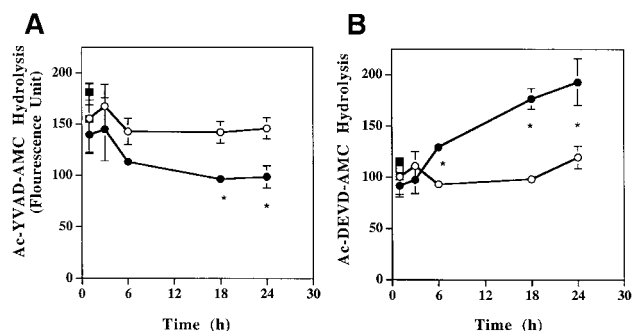 A
B
Ac-YVAD-AMC Hydrolysis
(Flourescence Unit)
200
150
100
50
0
0 6 12 18 24 30
Time (h)
* *
Ac-DEVD-AMC Hydrolysis
200
150
100
50
0
0 6 12 18 24 30
Time (h)
* * *